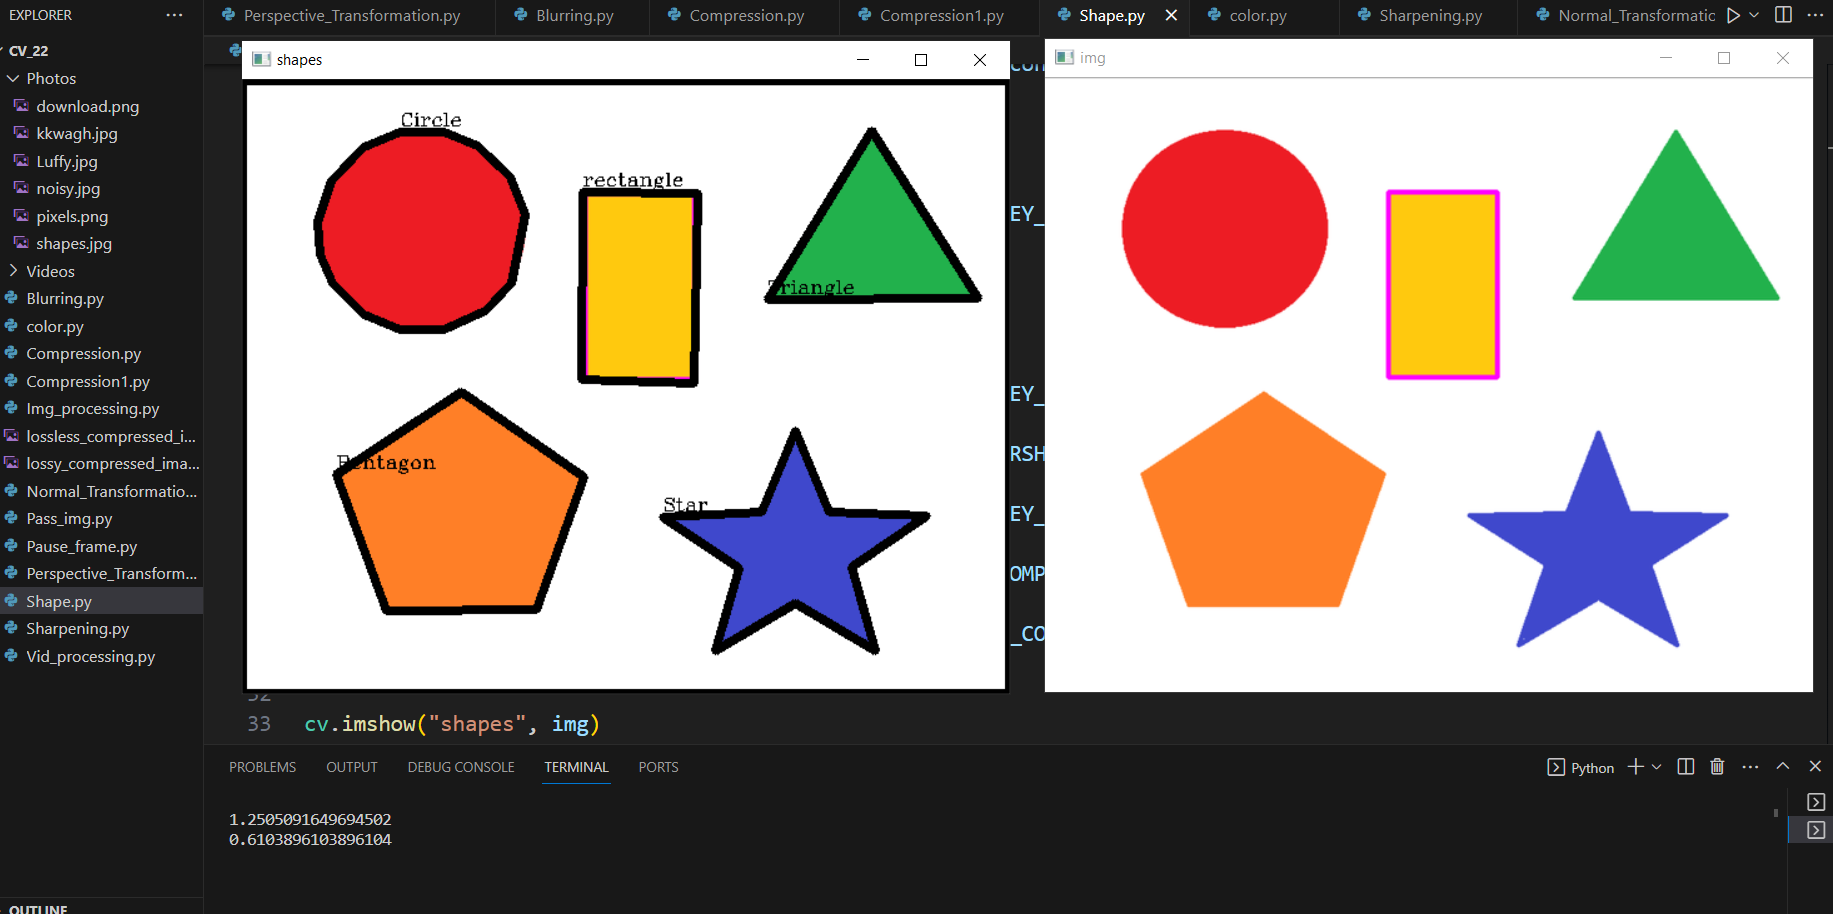 EXPLORER
Perspective_Transformation.py
Blurring.py
Compression.py
Compression1.py
Shape.py
color.py
Sharpening.py
Normal_Transformatic
CV_22
Photos
download.png
kkwagh.jpg
Luffy.jpg
noisy.jpg
pixels.png
shapes.jpg
Videos
Blurring.py
color.py
Compression.py
Compression1.py
Img_processing.py
lossless_compressed_i...
lossy_compressed_ima...
Normal_Transformatio...
Pass_img.py
Pause_frame.py
Perspective_Transform...
Shape.py
Sharpening.py
Vid_processing.py
OUTLINE
shapes
Circle
rectangle
Triangle
Pentagon
Star
EY_
EY_
RSH
EY_
OMP
_CO
img
32
33 cv.imshow("shapes", img)
PROBLEMS OUTPUT DEBUG CONSOLE TERMINAL PORTS
Python
1.2505091649694502
0.6103896103896104